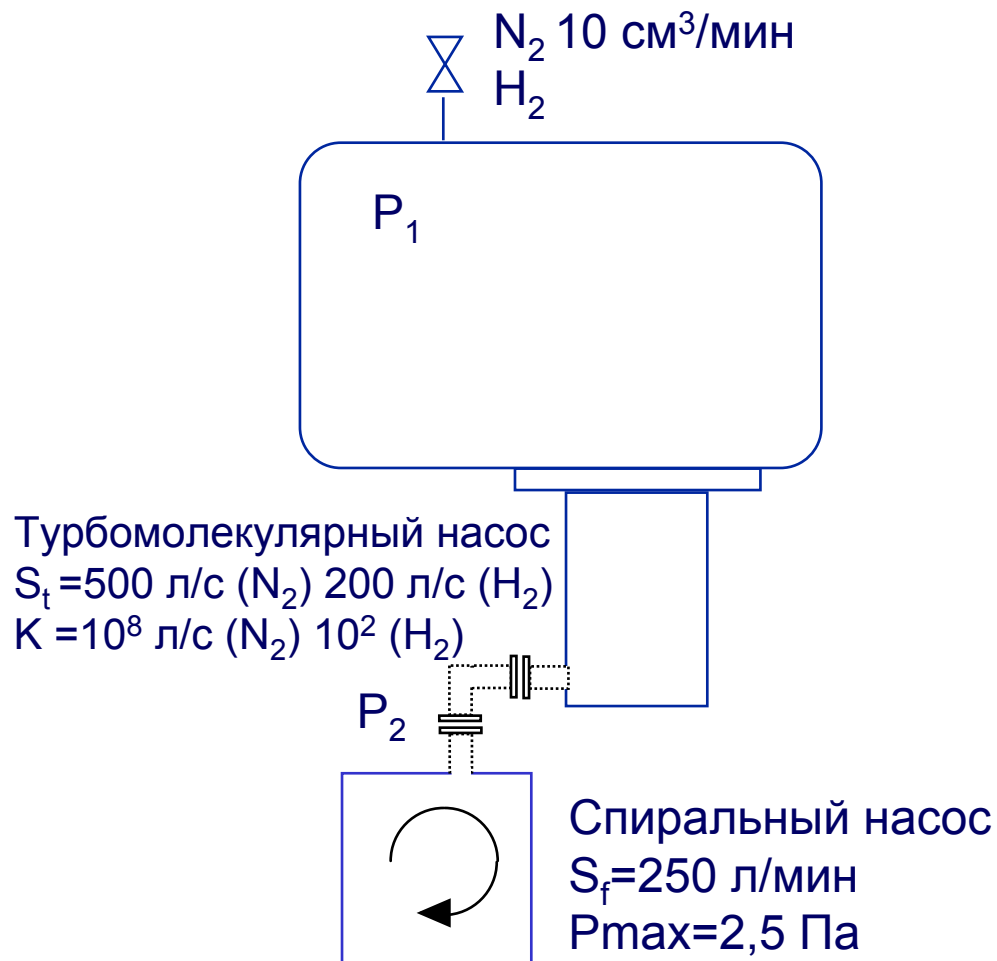 N₂ 10 см³/мин
H₂
P₁
Турбомолекулярный насос
Sₜ =500 л/с (N₂) 200 л/с (H₂)
K =10⁸ л/с (N₂) 10² (H₂)
P₂
Спиральный насос
S_f=250 л/мин
Pmax=2,5 Па